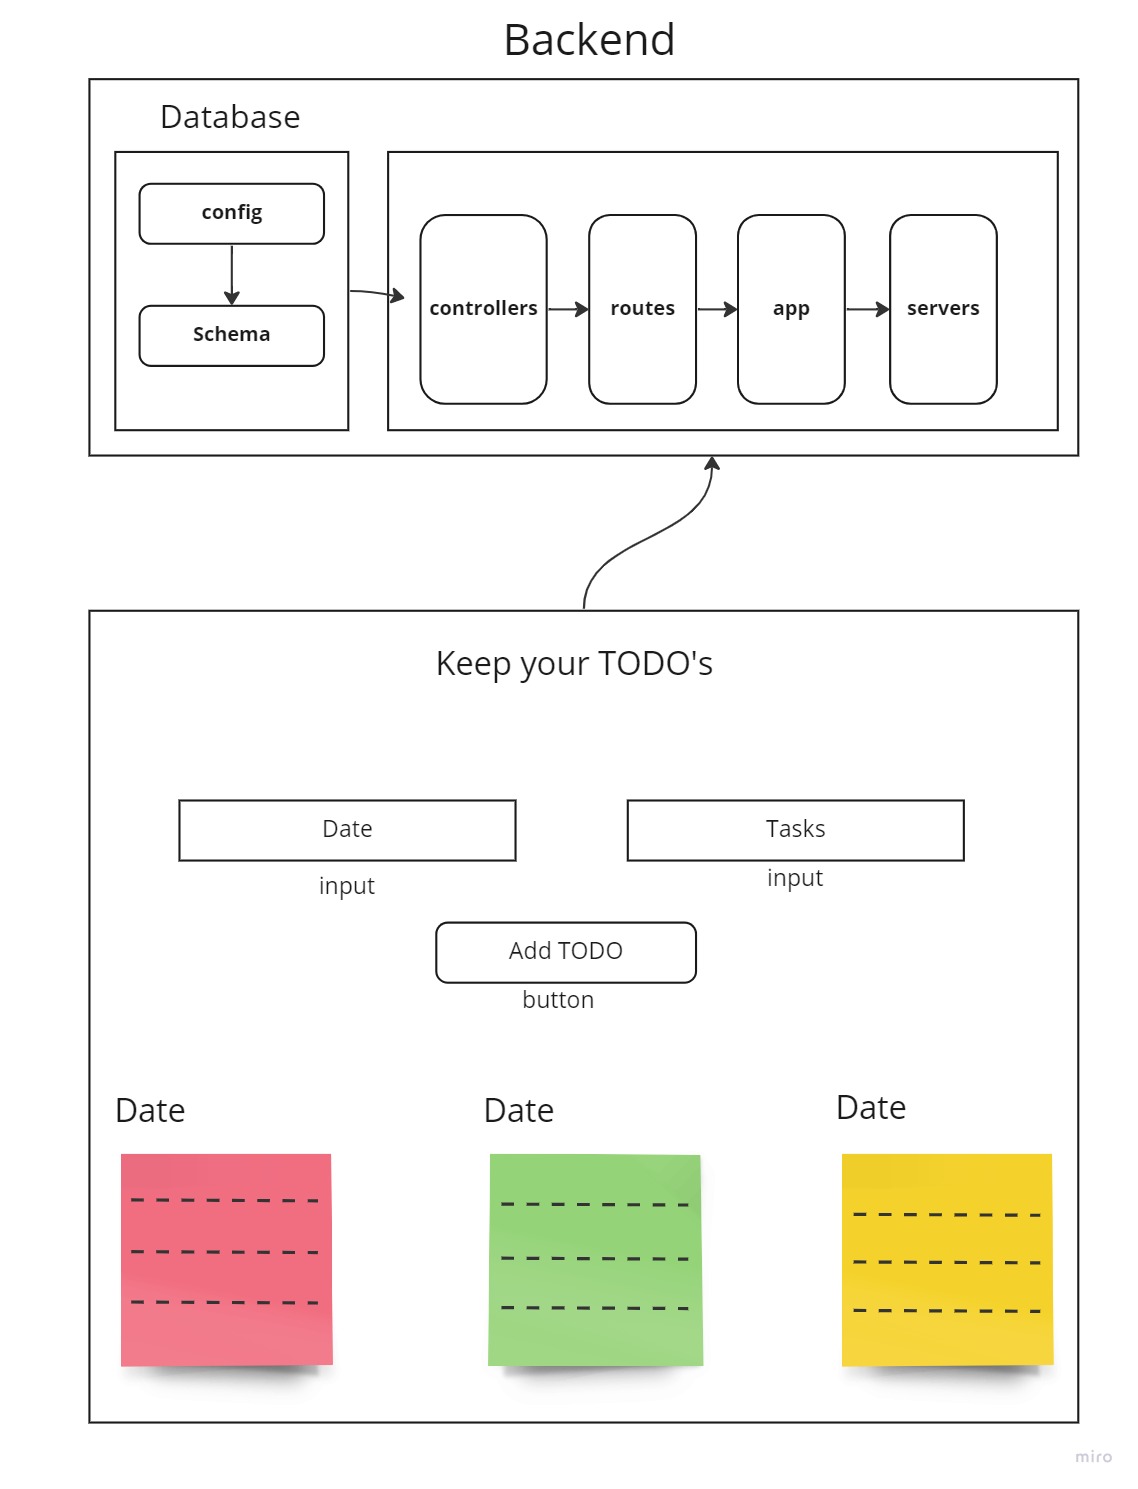 Backend
Database
config
Schema
controllers
routes
app
servers
Keep your TODO's
Date
Tasks
input
input
Add TODO
button
Date
Date
Date
miro